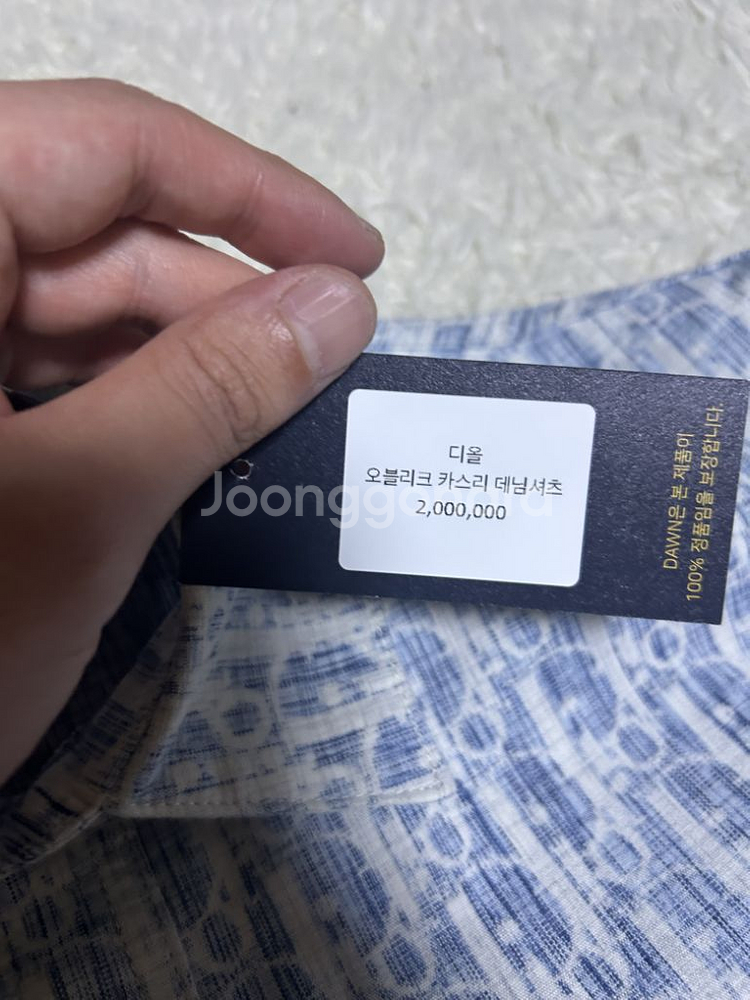 디올
오블리크 카스리 데님셔츠
2,000,000
DAWN은 본 제품이
100% 정품임을 보장합니다.
Joonggonara